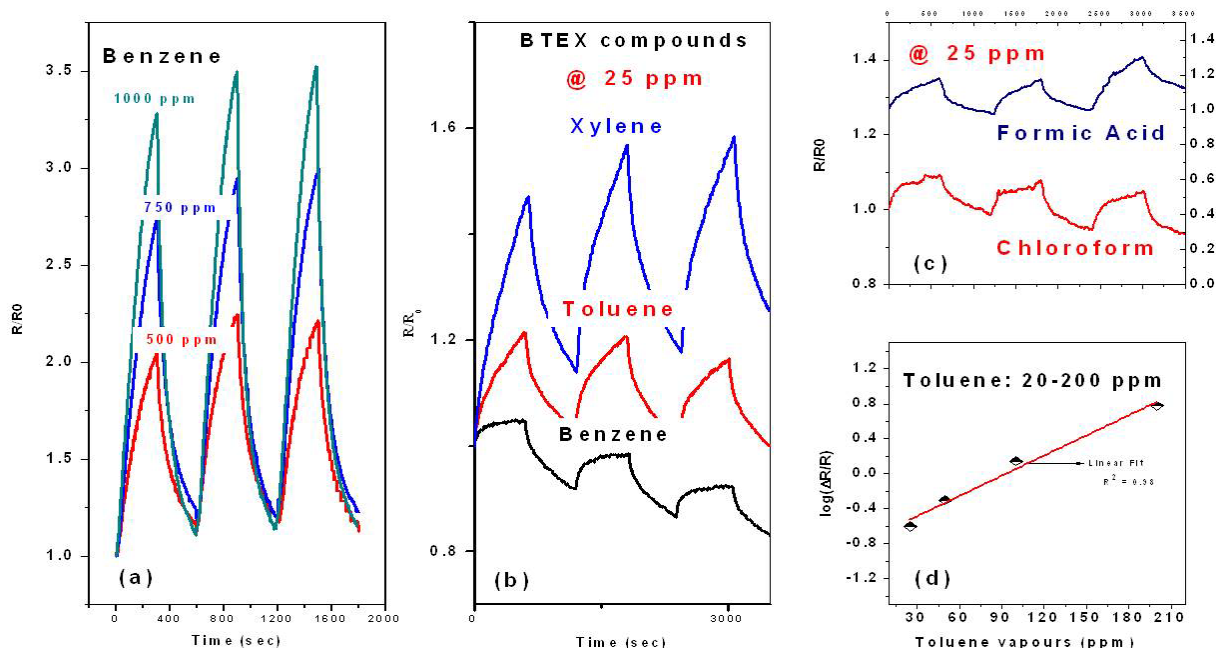 Benzene
1000 ppm
750 ppm
500 ppm
3.5
3.0
2.5
2.0
1.5
1.0
R/R0
(a)
0 400 800 1200 1600 2000
Time (sec)
BTEX compounds
@ 25 ppm
Xylene
Toluene
Benzene
1.6
1.2
0.8
R/R0
(b)
0 3000
Time (sec)
0 500 1000 1500 2000 2500 3000 3500
@ 25 ppm
Formic Acid
Chloroform
1.4
1.2
1.0
0.8
R/R0
1.4
1.2
1.0
0.8
0.6
0.4
0.2
0.0
(c)
Toluene: 20-200 ppm
Linear Fit
R2 = 0.98
1.2
0.8
0.4
0.0
-0.4
-0.8
-1.2
log(ΔR/R)
(d)
30 60 90 120 150 180 210
Toluene vapours (ppm)